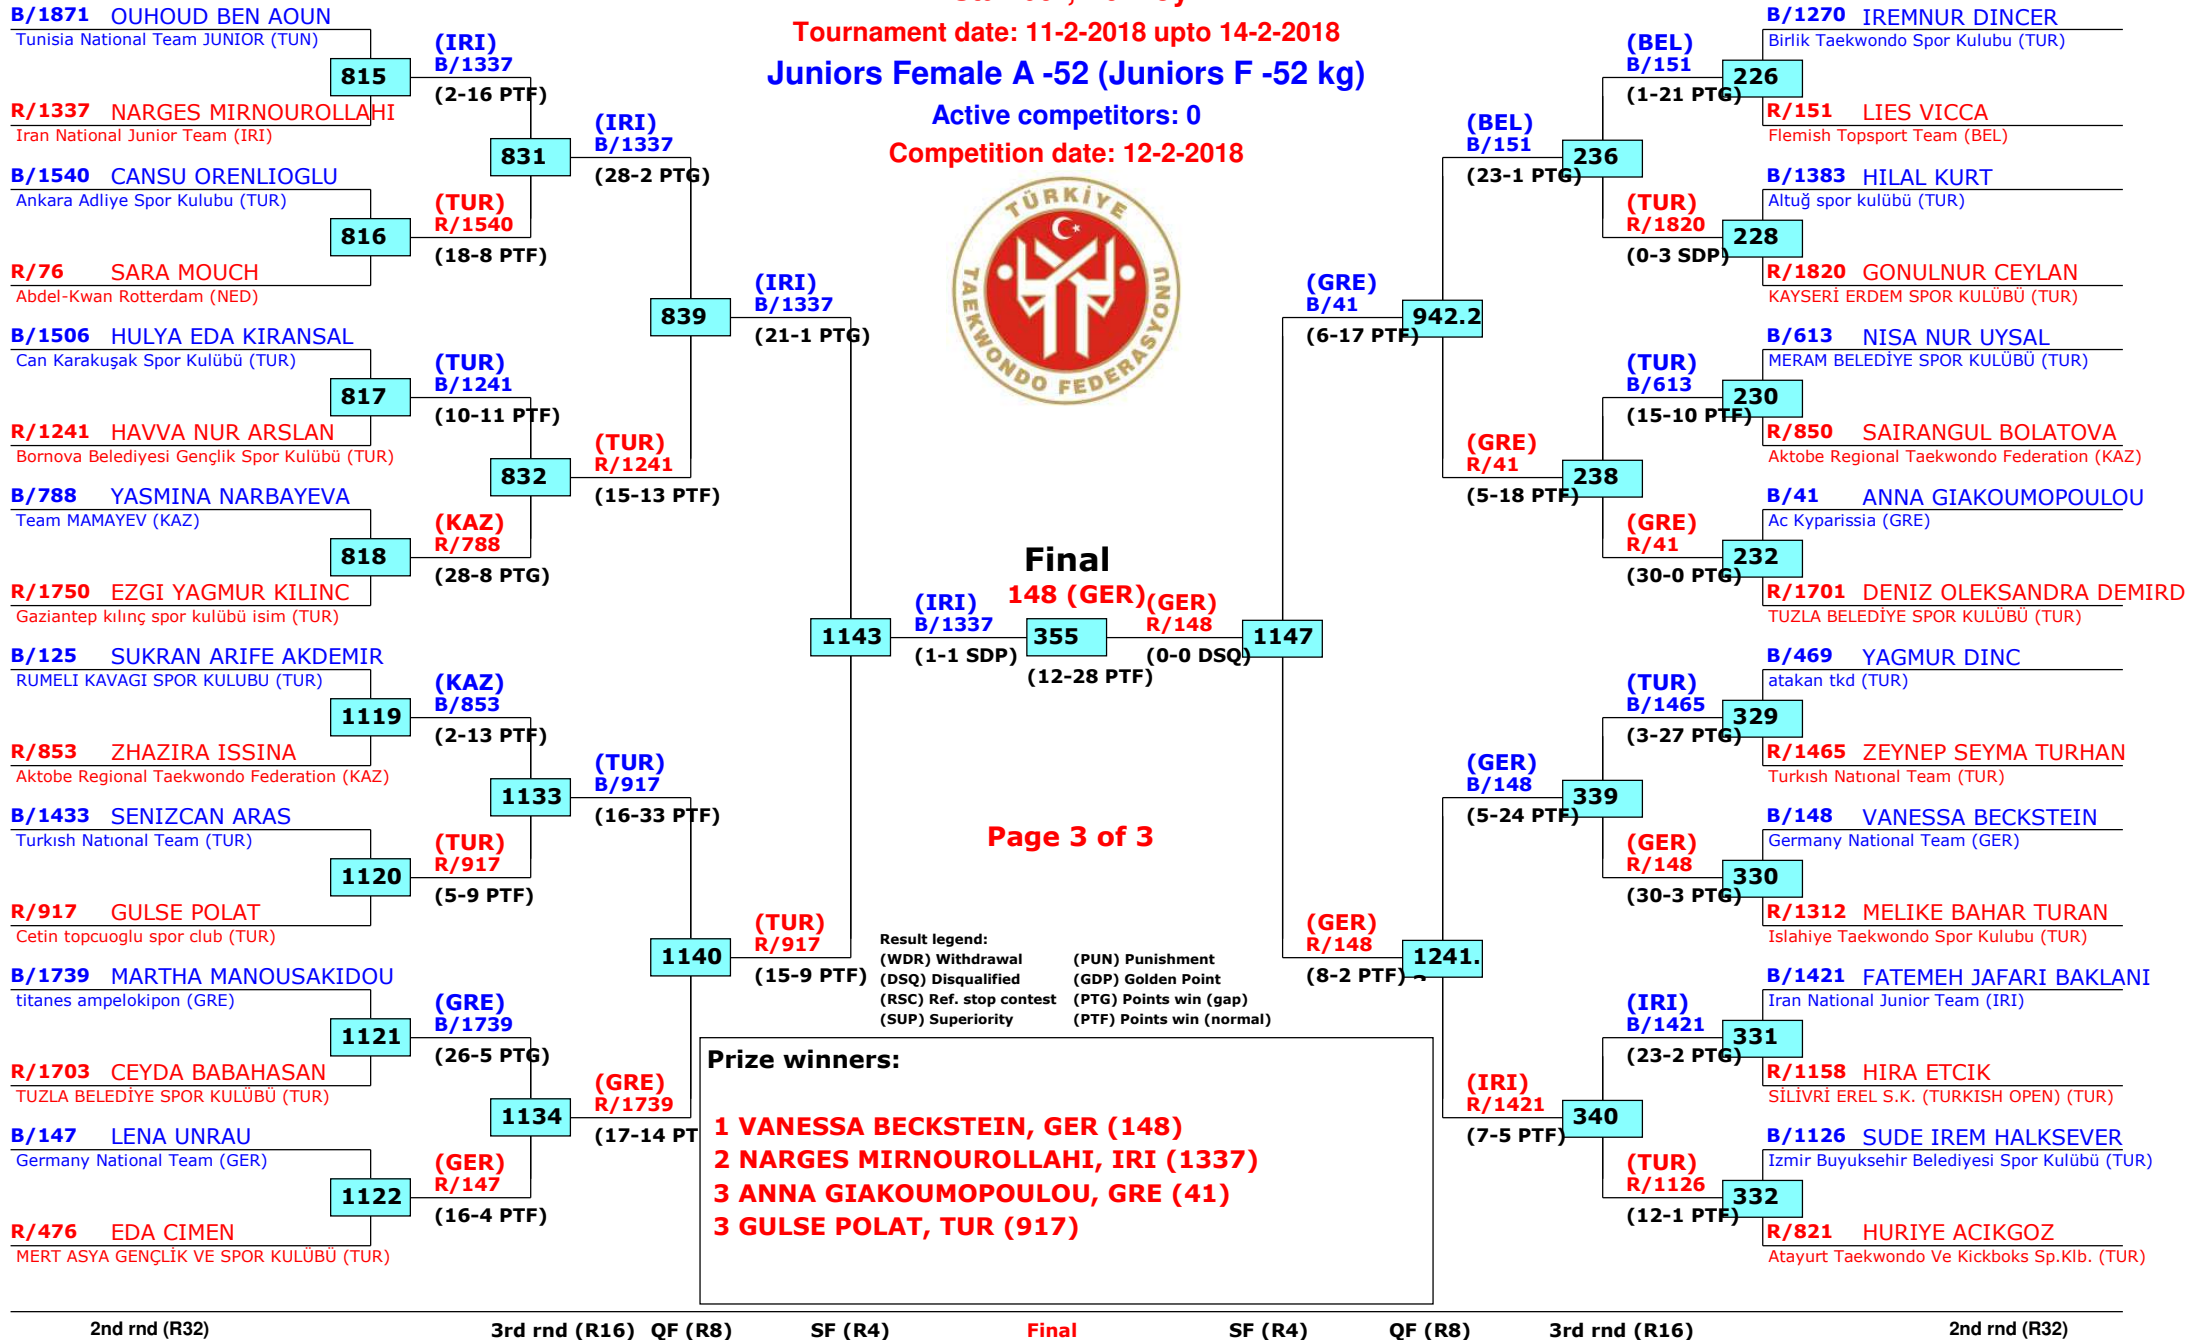 Tournament date: 11-2-2018 upto 14-2-2018
Juniors Female A -52 (Juniors F -52 kg)
Active competitors: 0
Competition date: 12-2-2018
TÜRKİYE TAEKWONDO FEDERASYONU
B/1871 OUHOUD BEN AOUN
Tunisia National Team JUNIOR (TUN)
815
R/1337 NARGES MIRNOUROLLAHI
Iran National Junior Team (IRI)
B/1540 CANSU ORENLIOGLU
Ankara Adliye Spor Kulubu (TUR)
816
R/76 SARA MOUCH
Abdel-Kwan Rotterdam (NED)
B/1506 HULYA EDA KIRANSAL
Can Karakuşak Spor Kulübü (TUR)
817
R/1241 HAVVA NUR ARSLAN
Bornova Belediyesi Gençlik Spor Kulübü (TUR)
B/788 YASMINA NARBAYEVA
Team MAMAYEV (KAZ)
818
R/1750 EZGI YAGMUR KILINC
Gaziantep kılınç spor kulübü isim (TUR)
B/125 SUKRAN ARIFE AKDEMIR
RUMELI KAVAGI SPOR KULUBU (TUR)
1119
R/853 ZHAZIRA ISSINA
Aktobe Regional Taekwondo Federation (KAZ)
B/1433 SENIZCAN ARAS
Turkısh Natıonal Team (TUR)
1120
R/917 GULSE POLAT
Cetin topcuoglu spor club (TUR)
B/1739 MARTHA MANOUSAKIDOU
titanes ampelokipon (GRE)
1121
R/1703 CEYDA BABAHASAN
TUZLA BELEDİYE SPOR KULÜBÜ (TUR)
B/147 LENA UNRAU
Germany National Team (GER)
1122
R/476 EDA CIMEN
MERT ASYA GENÇLİK VE SPOR KULÜBÜ (TUR)
(IRI)
B/1337
(2-16 PTF)
831
(TUR)
R/1540
(18-8 PTF)
(TUR)
B/1241
(10-11 PTF)
832
(KAZ)
R/788
(28-8 PTG)
(KAZ)
B/853
(2-13 PTF)
1133
(TUR)
R/917
(5-9 PTF)
(GRE)
B/1739
(26-5 PTG)
1134
(GER)
R/147
(16-4 PTF)
(IRI)
B/1337
(28-2 PTG)
839
(TUR)
R/1241
(15-13 PTF)
(TUR)
B/917
(16-33 PTF)
1140
(GRE)
R/1739
(17-14 PT
(IRI)
B/1337
(21-1 PTG)
1143
(TUR)
R/917
(15-9 PTF)
(IRI)
B/1337
(1-1 SDP)
Final
148 (GER)
355
(12-28 PTF)
(GER)
R/148
(0-0 DSQ)
1147
(GRE)
B/41
(6-17 PTF)
942.2
(GER)
R/148
(8-2 PTF)
1241.
(BEL)
B/151
(23-1 PTG)
236
(GRE)
R/41
(5-18 PTF)
238
(GER)
B/148
(5-24 PTF)
339
(IRI)
R/1421
(7-5 PTF)
340
(BEL)
B/151
(1-21 PTG)
226
(TUR)
R/1820
(0-3 SDP)
228
(TUR)
B/613
(15-10 PTF)
230
(GRE)
R/41
(30-0 PTG)
232
(TUR)
B/1465
(3-27 PTG)
329
(GER)
R/148
(30-3 PTG)
330
(IRI)
B/1421
(23-2 PTG)
331
(TUR)
R/1126
(12-1 PTF)
332
B/1270 IREMNUR DINCER
Birlik Taekwondo Spor Kulubu (TUR)
R/151 LIES VICCA
Flemish Topsport Team (BEL)
B/1383 HILAL KURT
Altuğ spor kulübü (TUR)
R/1820 GONULNUR CEYLAN
KAYSERİ ERDEM SPOR KULÜBÜ (TUR)
B/613 NISA NUR UYSAL
MERAM BELEDİYE SPOR KULÜBÜ (TUR)
R/850 SAIRANGUL BOLATOVA
Aktobe Regional Taekwondo Federation (KAZ)
B/41 ANNA GIAKOUMOPOULOU
Ac Kyparissia (GRE)
R/1701 DENIZ OLEKSANDRA DEMIRD
TUZLA BELEDİYE SPOR KULÜBÜ (TUR)
B/469 YAGMUR DINC
atakan tkd (TUR)
R/1465 ZEYNEP SEYMA TURHAN
Turkısh Natıonal Team (TUR)
B/148 VANESSA BECKSTEIN
Germany National Team (GER)
R/1312 MELIKE BAHAR TURAN
Islahiye Taekwondo Spor Kulubu (TUR)
B/1421 FATEMEH JAFARI BAKLANI
Iran National Junior Team (IRI)
R/1158 HIRA ETCIK
SİLİVRİ EREL S.K. (TURKISH OPEN) (TUR)
B/1126 SUDE IREM HALKSEVER
Izmir Buyuksehir Belediyesi Spor Kulübü (TUR)
R/821 HURIYE ACIKGOZ
Atayurt Taekwondo Ve Kickboks Sp.Klb. (TUR)
Page 3 of 3
Result legend:
(WDR) Withdrawal (PUN) Punishment
(DSQ) Disqualified (GDP) Golden Point
(RSC) Ref. stop contest (PTG) Points win (gap)
(SUP) Superiority (PTF) Points win (normal)
Prize winners:
1 VANESSA BECKSTEIN, GER (148)
2 NARGES MIRNOUROLLAHI, IRI (1337)
3 ANNA GIAKOUMOPOULOU, GRE (41)
3 GULSE POLAT, TUR (917)
2nd rnd (R32) 3rd rnd (R16) QF (R8) SF (R4) Final SF (R4) QF (R8) 3rd rnd (R16) 2nd rnd (R32)